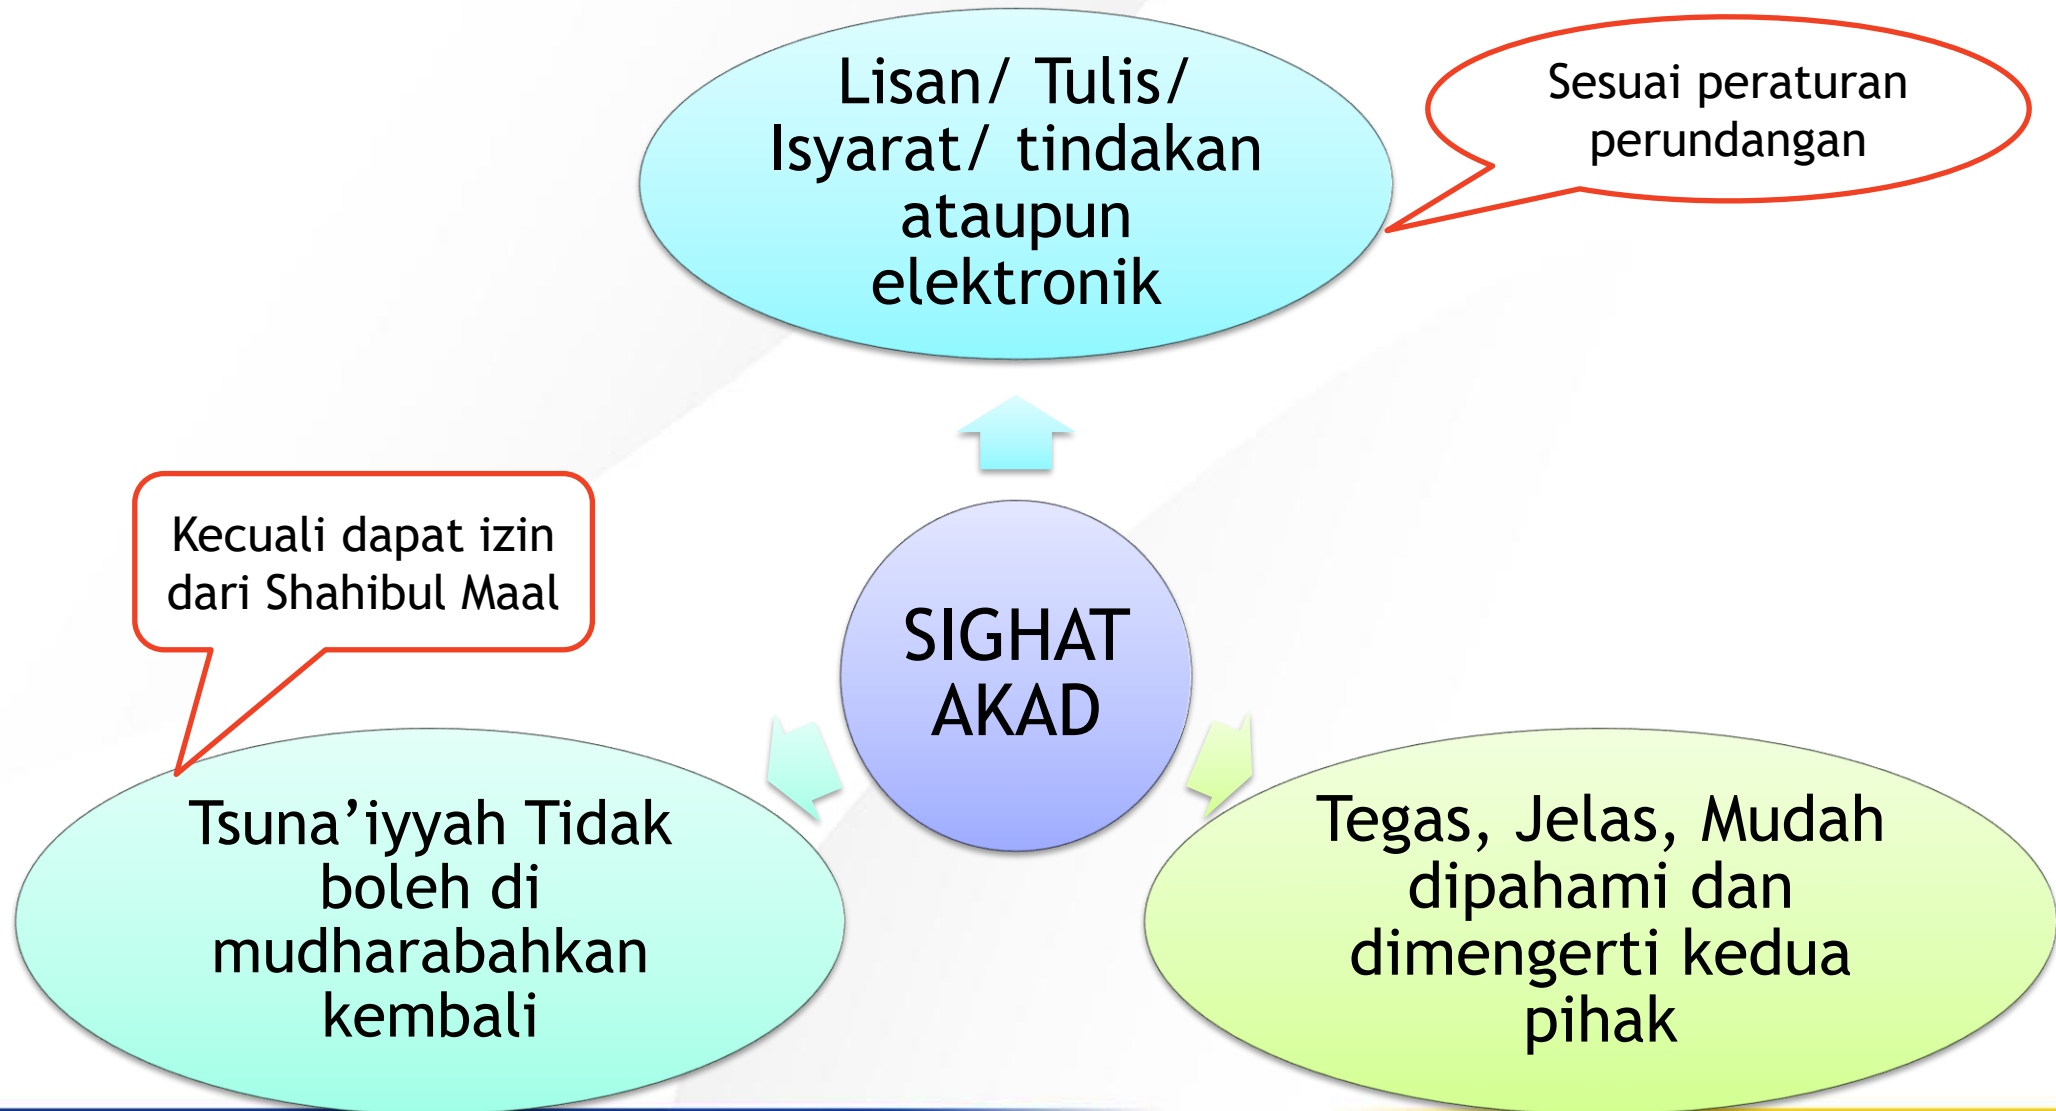 Lisan/ Tulis/
Isyarat/ tindakan
ataupun
elektronik
Sesuai peraturan
perundangan
Kecuali dapat izin
dari Shahibul Maal
SIGHAT
AKAD
Tsuna’iyyah Tidak
boleh di
mudharabahkan
kembali
Tegas, Jelas, Mudah
dipahami dan
dimengerti kedua
pihak